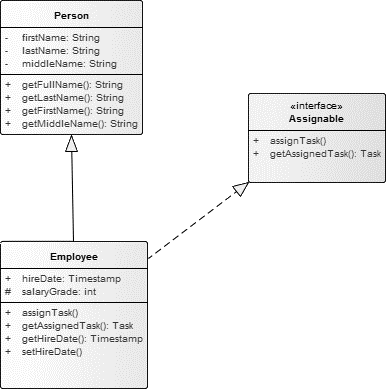 Person
- firstName: String
- lastName: String
- middleName: String
+ getFullName(): String
+ getLastName(): String
+ getFirstName(): String
+ getMiddleName(): String
«interface»
Assignable
+ assignTask()
+ getAssignedTask(): Task
Employee
+ hireDate: Timestamp
# salaryGrade: int
+ assignTask()
+ getAssignedTask(): Task
+ getHireDate(): Timestamp
+ setHireDate()